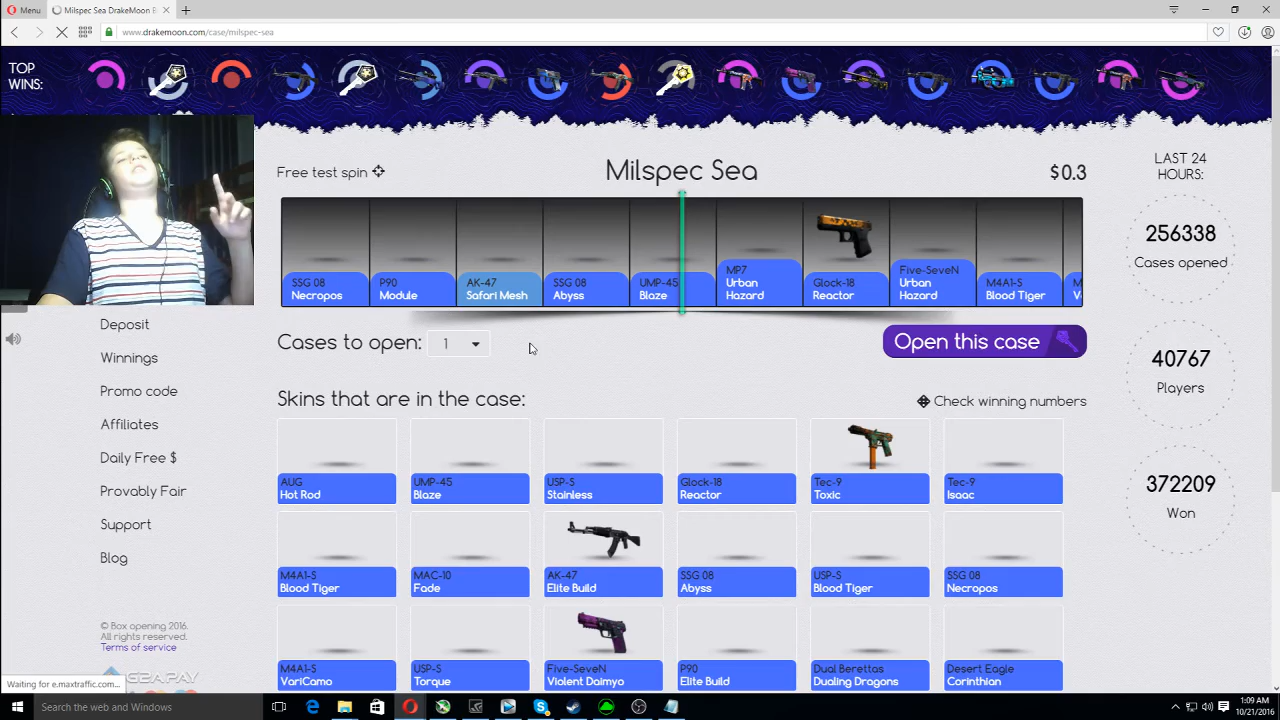 Menu
Milspec Sea DrakeMoon B
www.drakemoon.com/case/milspec-sea
TOP
WINS:
Free test spin
Milspec Sea
$0.3
SSG 08
Necropos
P90
Module
AK-47
Safari Mesh
SSG 08
Abyss
UMP-45
Blaze
MP7
Urban
Hazard
Glock-18
Reactor
Five-SeveN
Urban
Hazard
M4A1-S
Blood Tiger
Cases to open: 1
Open this case
Skins that are in the case:
Check winning numbers
AUG
Hot Rod
UMP-45
Blaze
USP-S
Stainless
Glock-18
Reactor
Tec-9
Toxic
Tec-9
Isaac
M4A1-S
Blood Tiger
MAC-10
Fade
AK-47
Elite Build
SSG 08
Abyss
USP-S
Blood Tiger
SSG 08
Necropos
M4A1-S
VariCamo
USP-S
Torque
Five-SeveN
Violent Daimyo
P90
Elite Build
Dual Berettas
Dualing Dragons
Desert Eagle
Corinthian
LAST 24
HOURS:
256338
Cases opened
40767
Players
372209
Won
Deposit
Winnings
Promo code
Affiliates
Daily Free $
Provably Fair
Support
Blog
© Box opening 2016.
All rights reserved.
Terms of service
G2A PAY
Waiting for e.maxtraffic.com...
Search the web and Windows
1:09 AM
10/21/2016